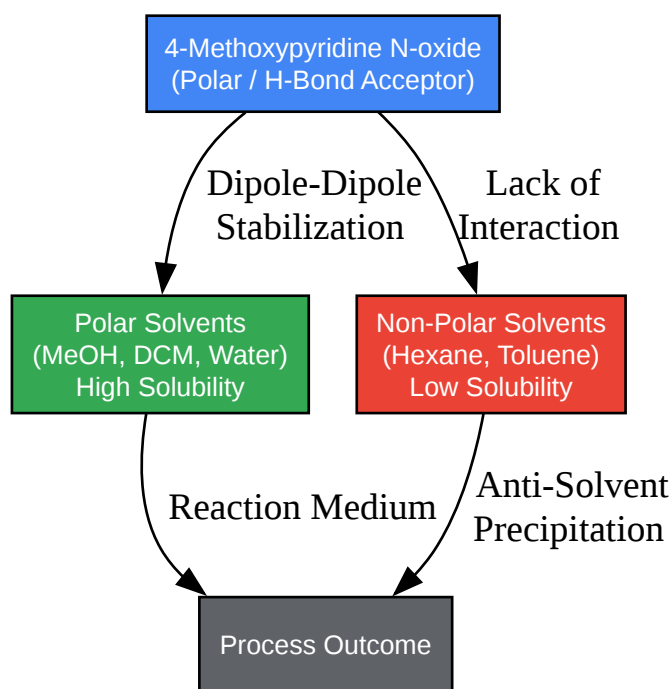 4-Methoxypyridine N-oxide
(Polar / H-Bond Acceptor)
Dipole-Dipole
Stabilization
Lack of
Interaction
Polar Solvents
(MeOH, DCM, Water)
High Solubility
Non-Polar Solvents
(Hexane, Toluene)
Low Solubility
Reaction Medium
Anti-Solvent
Precipitation
Process Outcome